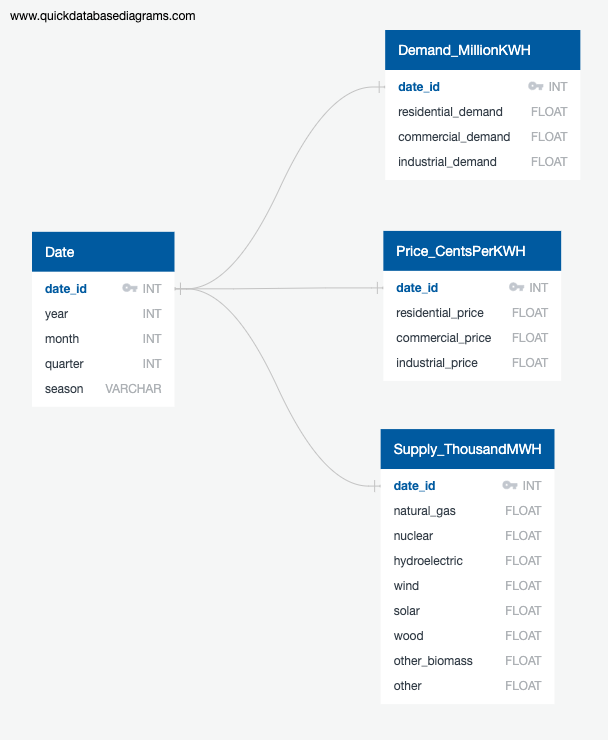 www.quickdatabasediagrams.com
Demand_MillionKWH
date_id INT
residential_demand FLOAT
commercial_demand FLOAT
industrial_demand FLOAT
Date
date_id INT
year INT
month INT
quarter INT
season VARCHAR
Price_CentsPerKWH
date_id INT
residential_price FLOAT
commercial_price FLOAT
industrial_price FLOAT
Supply_ThousandMWH
date_id INT
natural_gas FLOAT
nuclear FLOAT
hydroelectric FLOAT
wind FLOAT
solar FLOAT
wood FLOAT
other_biomass FLOAT
other FLOAT